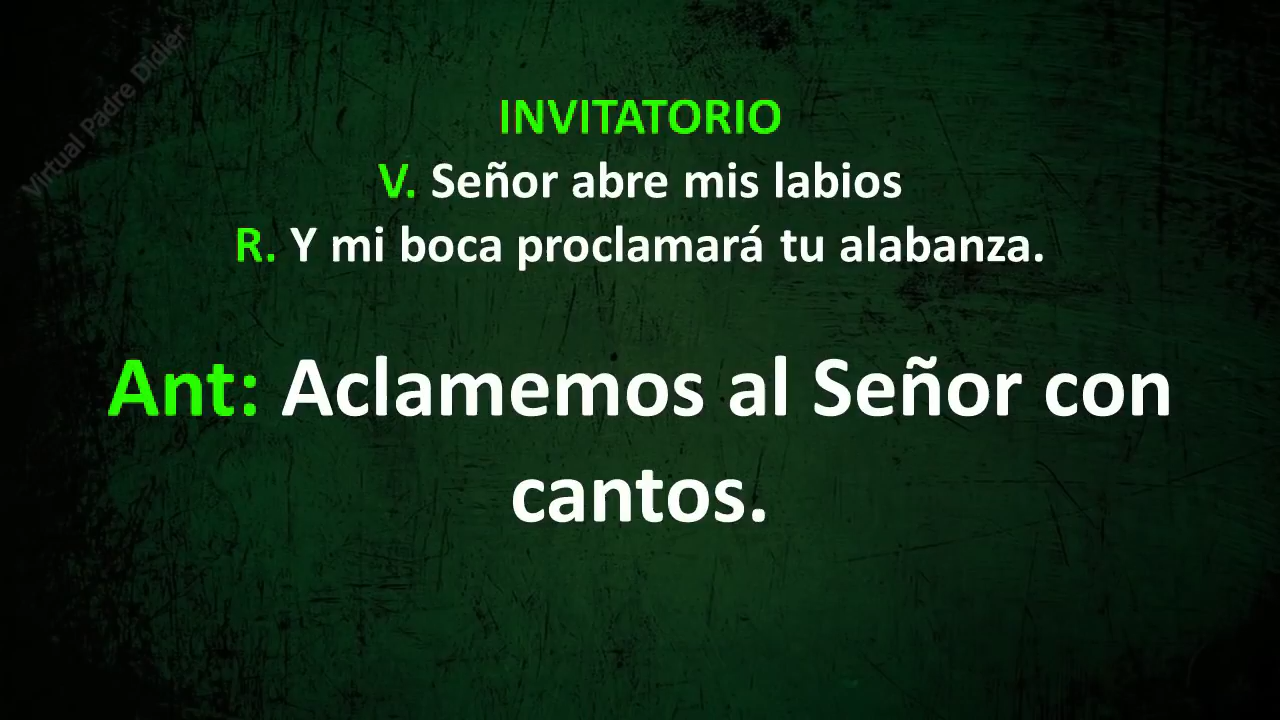 Virtual Padre Didier
INVITATORIO
V. Señor abre mis labios
R. Y mi boca proclamará tu alabanza.
Ant: Aclamemos al Señor con
cantos.